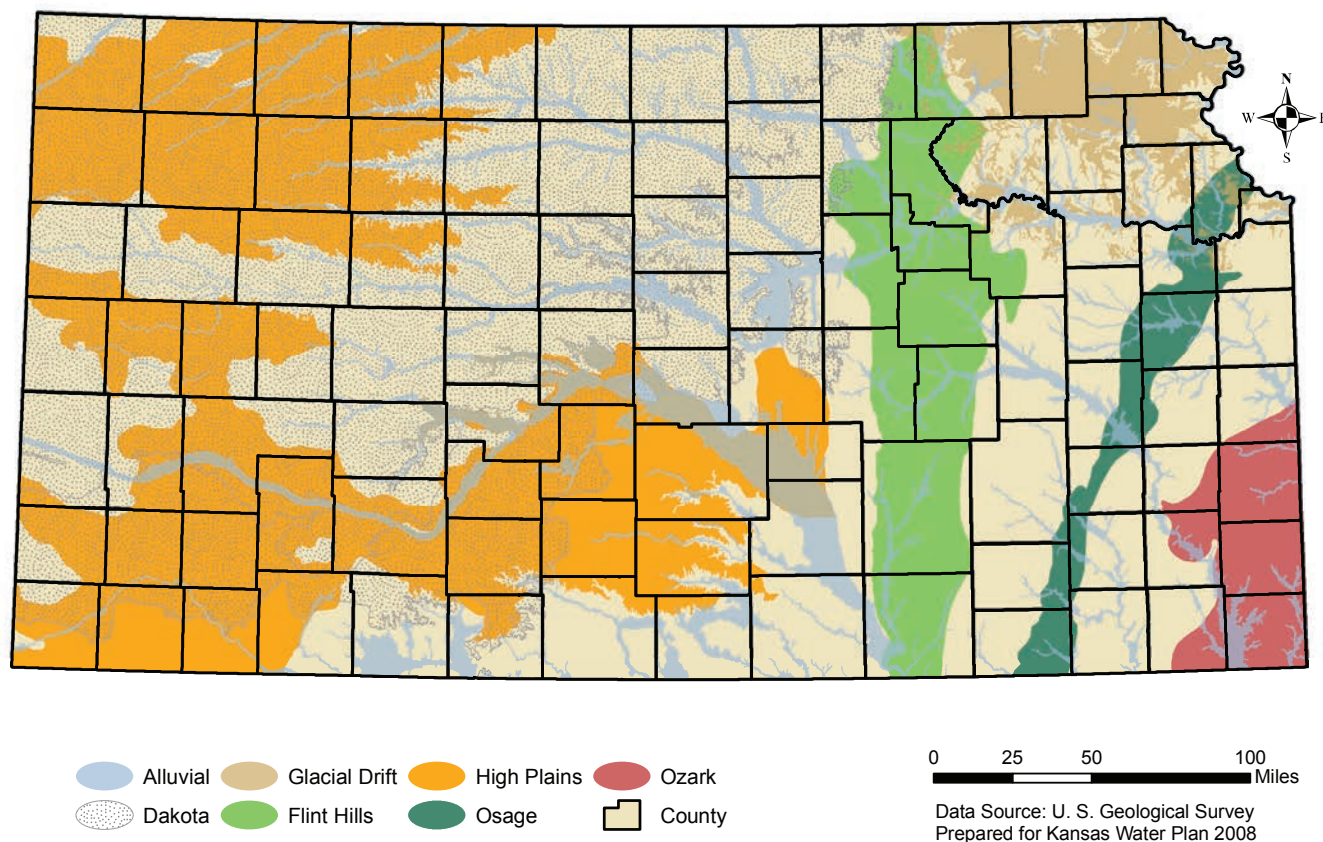 N
W E
S
Alluvial Glacial Drift High Plains Ozark
Dakota Flint Hills Osage County
0 25 50 100
Miles
Data Source: U. S. Geological Survey
Prepared for Kansas Water Plan 2008